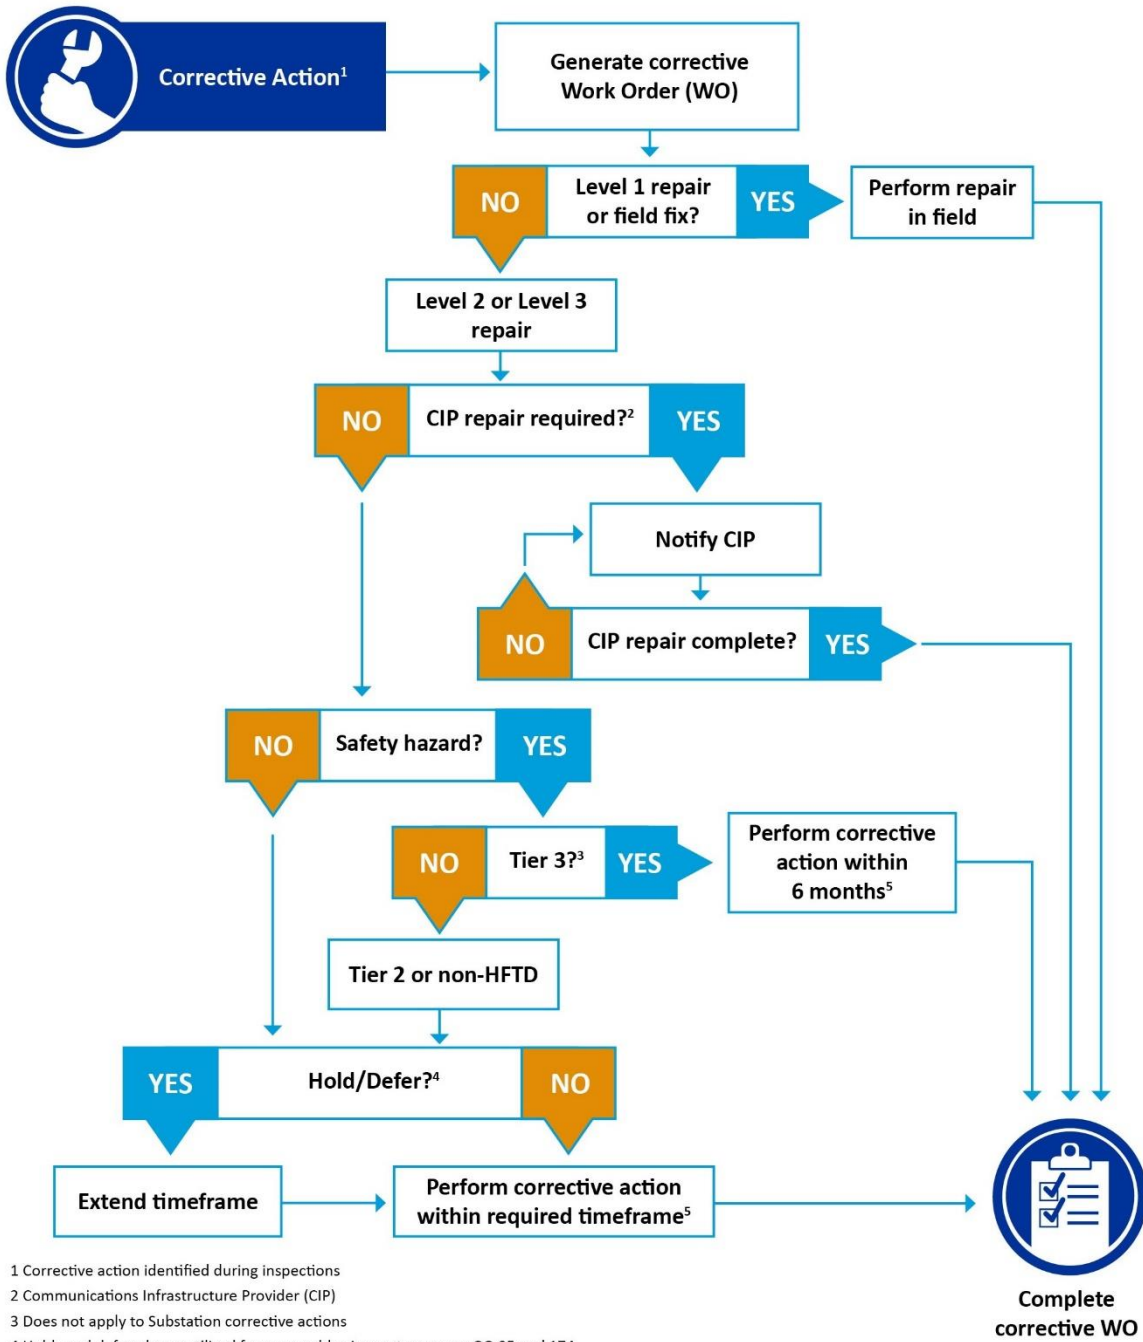 Corrective Action¹
Generate corrective
Work Order (WO)
NO
Level 1 repair
or field fix?
YES
Perform repair
in field
Level 2 or Level 3
repair
NO
CIP repair required?²
YES
Notify CIP
NO
CIP repair complete?
YES
NO
Safety hazard?
YES
NO
Tier 3?³
YES
Perform corrective
action within
6 months⁵
Tier 2 or non-HFTD
YES
Hold/Defer?⁴
NO
Extend timeframe
Perform corrective action
within required timeframe⁵
Complete
corrective WO
1 Corrective action identified during inspections
2 Communications Infrastructure Provider (CIP)
3 Does not apply to Substation corrective actions